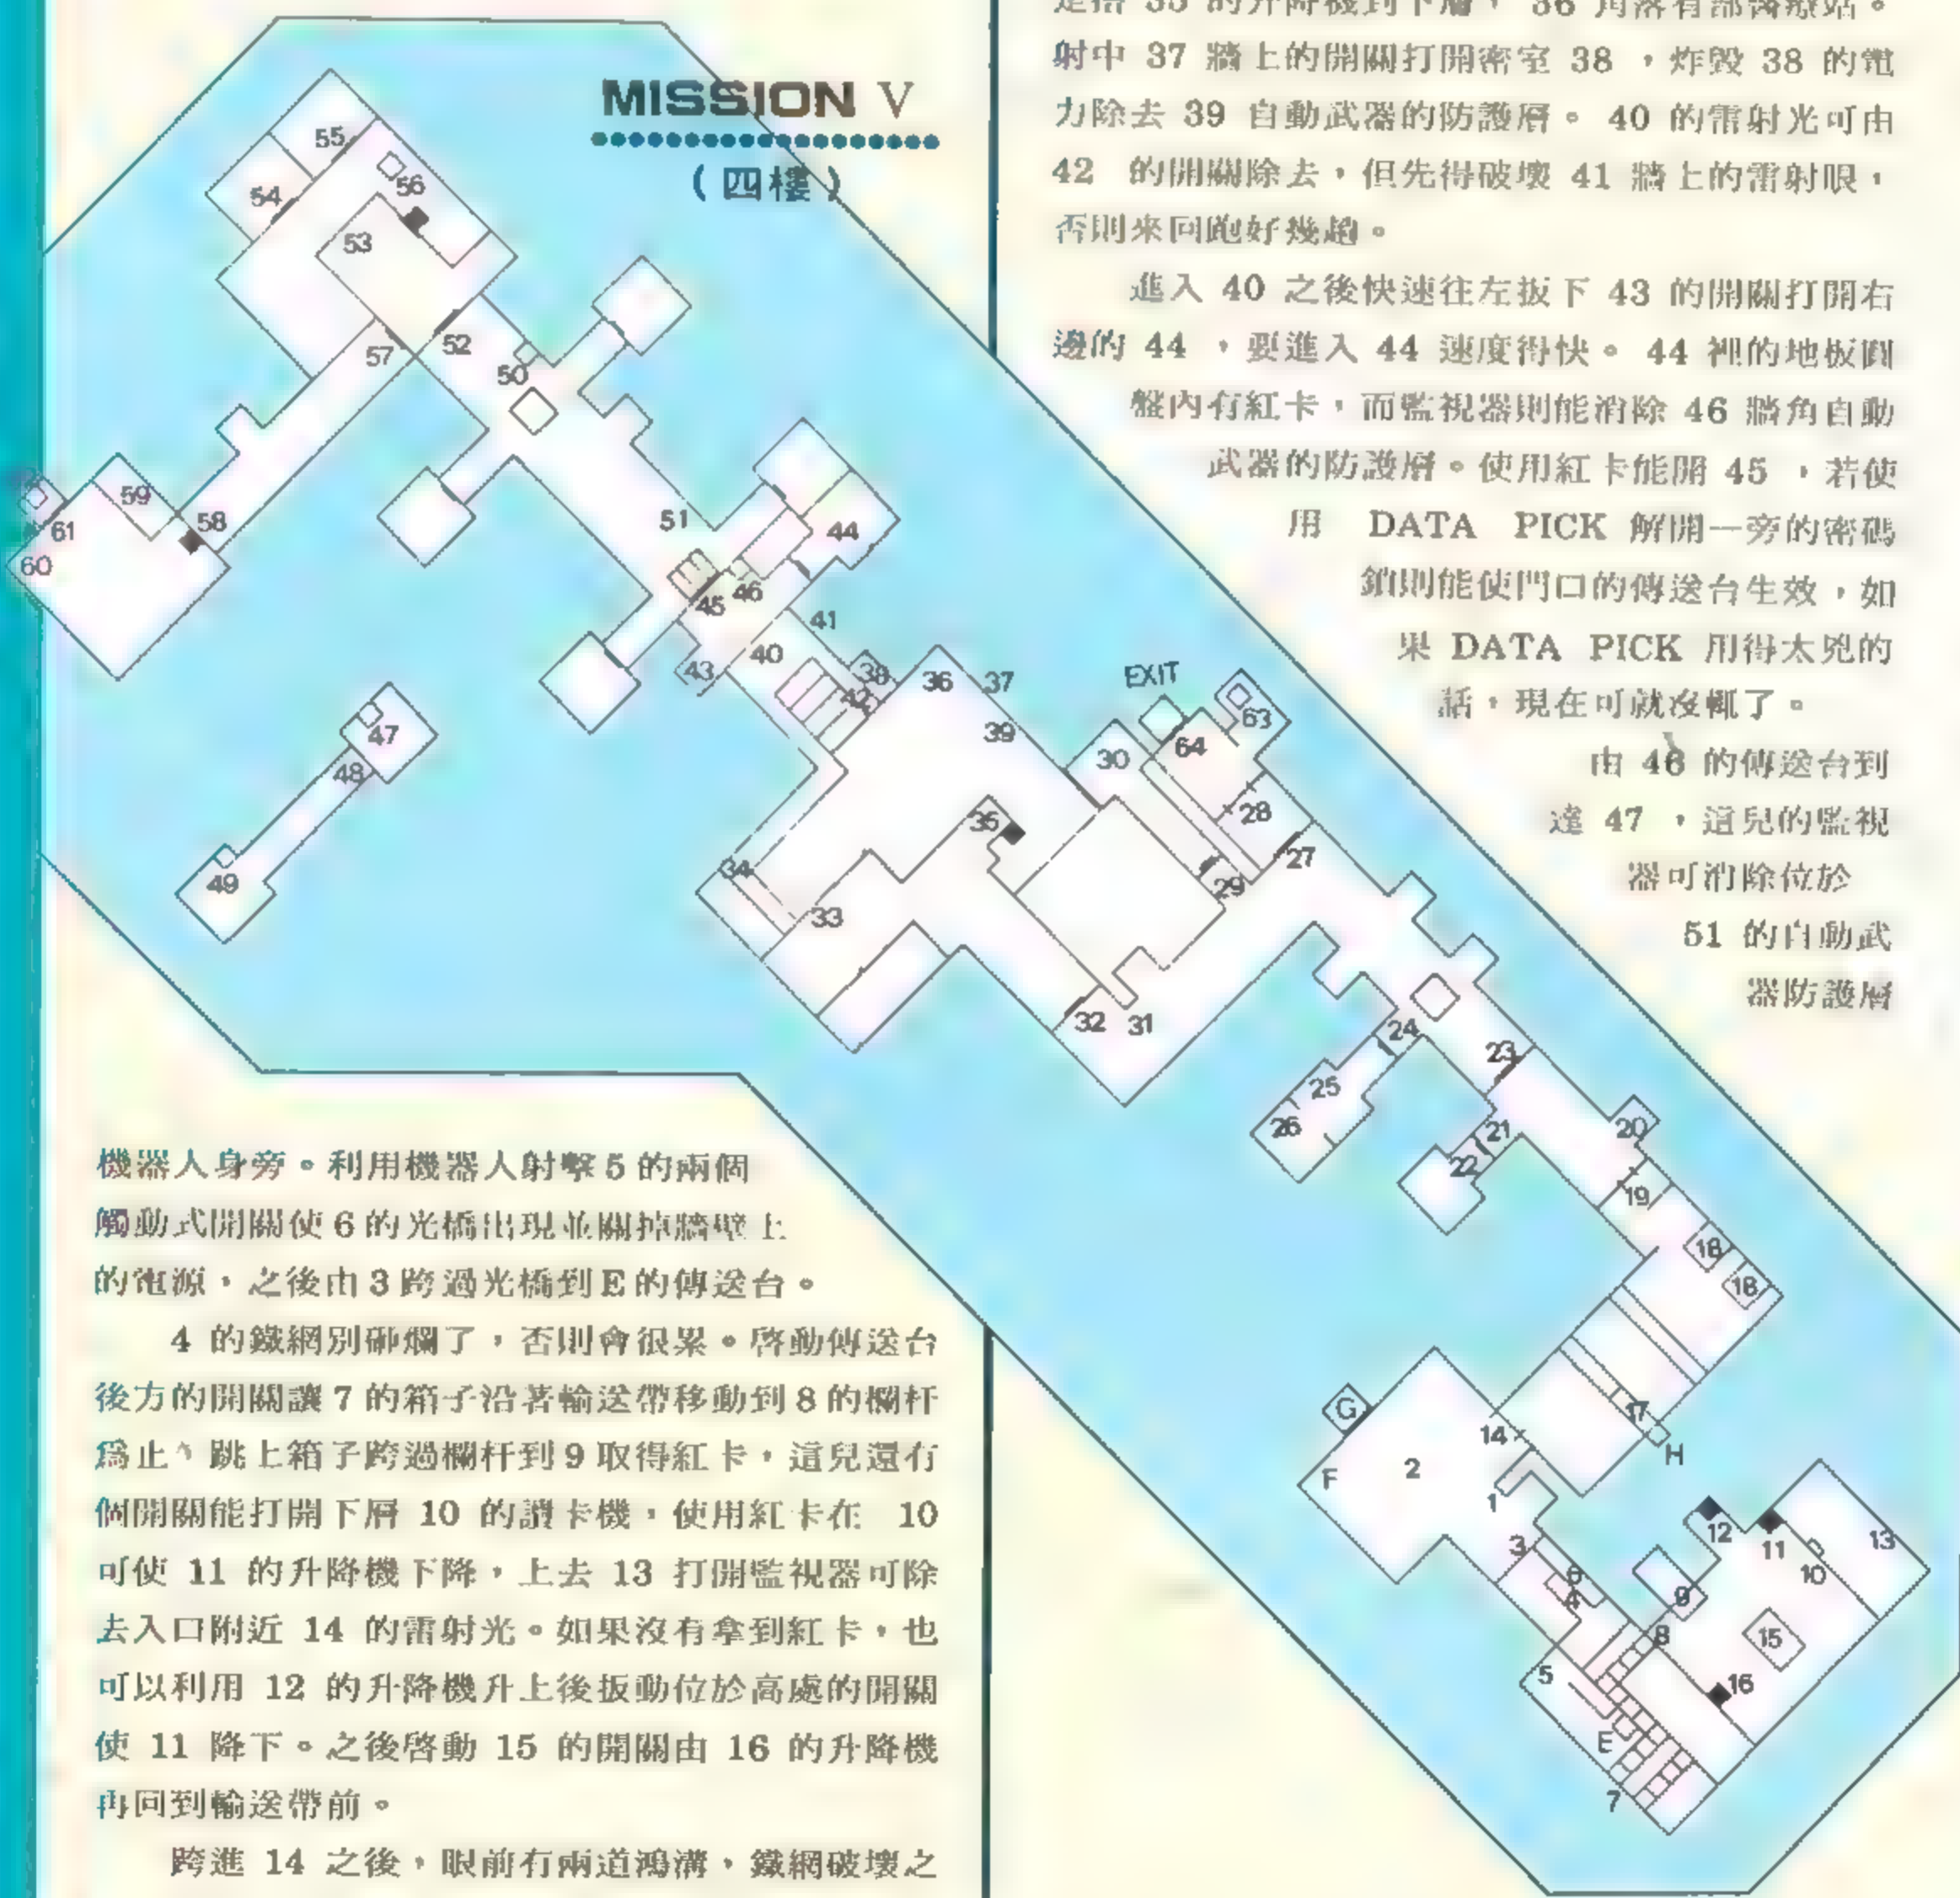 MISSION V
(四樓)
機器人身旁。利用機器人射擊5的兩個
觸動式開關使6的光橋出現並關掉牆壁上
的電源,之後由3跨過光橋到E的傳送台。
4 的鐵網別砸爛了,否則會很累。啓動傳送台
後方的開關讓7的箱子沿著輸送帶移動到8的欄杆
爲止、跳上箱子跨過欄杆到9取得紅卡,這兒還有
個開關能打開下層 10 的讀卡機,使用紅卡在 10
可使 11 的升降機下降,上去 13 打開監視器可除
去入口附近 14 的雷射光。如果沒有拿到紅卡,也
可以利用 12 的升降機升上後扳動位於高處的開關
使 11 降下。之後啓動 15 的開關由 16 的升降機
再回到輸送帶前。
跨進 14 之後,眼前有兩道鴻溝,鐵網破壞之
35 的升降機到下層, 36 角落有部醫療站。
射中 37 牆上的開關打開密室 38 ,炸毀 38 的電
力除去 39 自動武器的防護層。 40 的雷射光可由
42 的開關除去,但先得破壞 41 牆上的雷射眼,
否則來回跑好幾趟。
進入 40 之後快速往左扳下 43 的開關打開右
邊的 44 ,要進入 44 速度得快。 44 裡的地板圓
盤內有紅卡,而監視器則能消除 46 牆角自動
武器的防護層。使用紅卡能開 45 ,若使
用 DATA PICK 解開一旁的密碼
鎖則能使門口的傳送台生效,如
果 DATA PICK 用得太兇的
話,現在可就沒輒了。
由 46 的傳送台到
達 47 ,這兒的監視
器可消除位於
51 的自動武
器防護層
55
56
54
53
52
57
50
59
58
61
60
51
44
45
46
41
40
43
38
42
36
37
39
EXIT
63
64
30
28
27
29
47
48
49
35
34
33
32
31
24
23
25
26
21
22
20
19
18
18
17
H
14
G
F
2
1
3
6
4
5
E
7
8
9
12
11
10
13
15
16